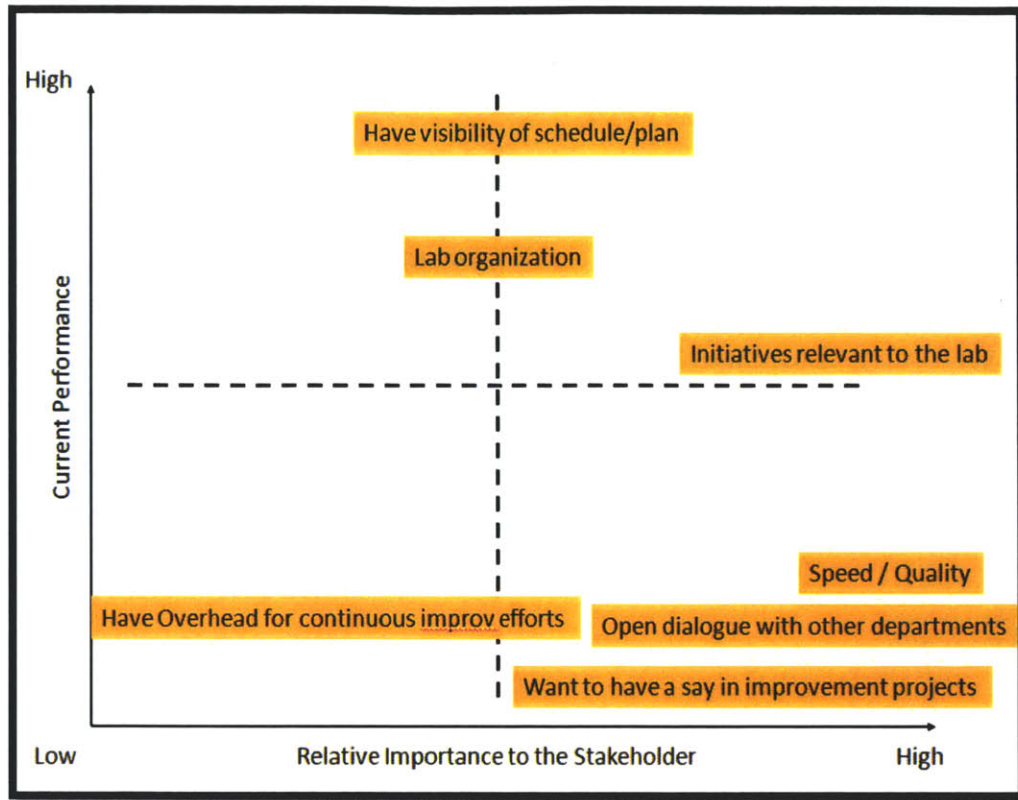 High
Have visibility of schedule/plan
Lab organization
Initiatives relevant to the lab
Current Performance
Speed / Quality
Have Overhead for continuous improv efforts
Open dialogue with other departments
Want to have a say in improvement projects
Low
Relative Importance to the Stakeholder
High